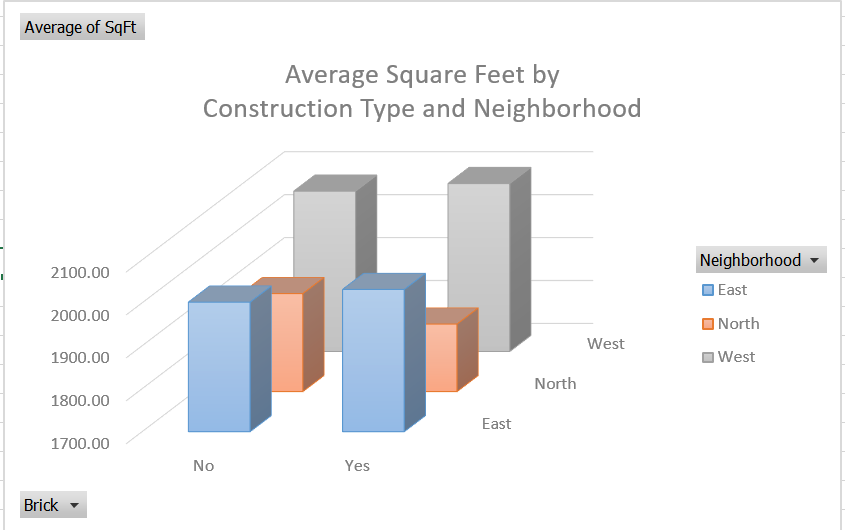 Average of SqFt
Average Square Feet by
Construction Type and Neighborhood
2100.00
2000.00
1900.00
1800.00
1700.00
No
Yes
East
North
West
Neighborhood
East
North
West
Brick